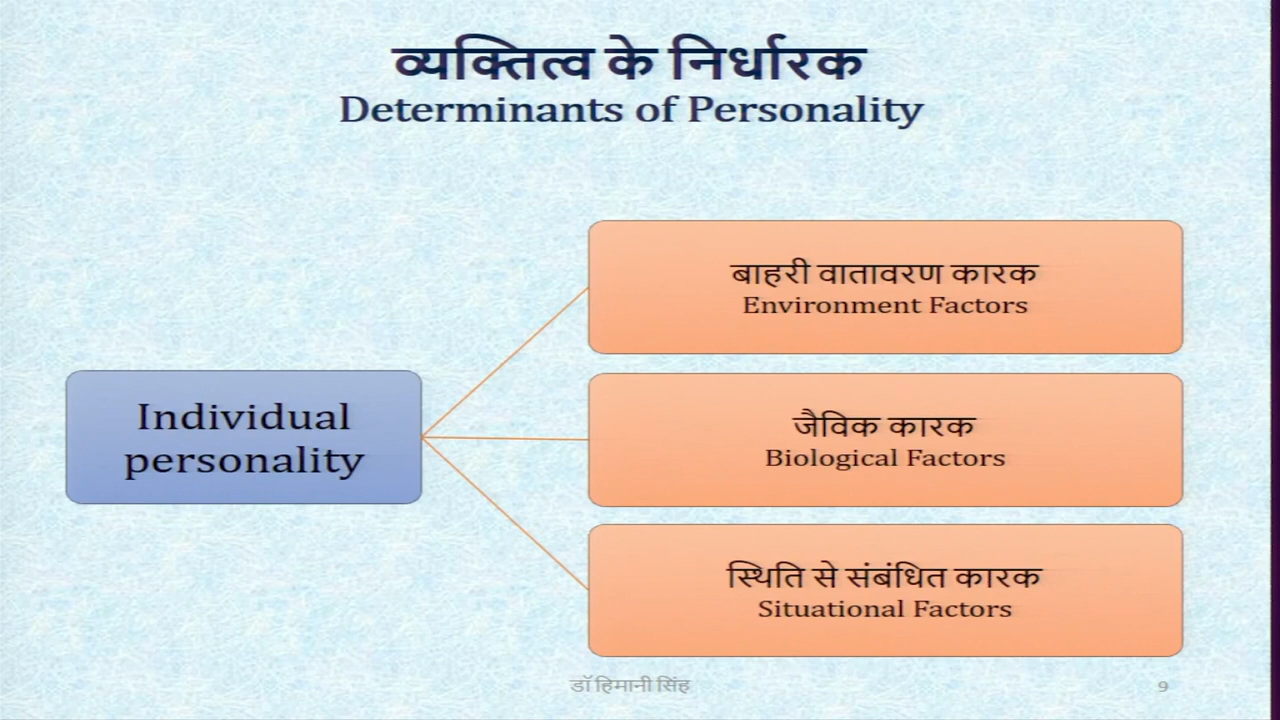 व्यक्तित्व के निर्धारक
Determinants of Personality
Individual
personality
बाहरी वातावरण कारक
Environment Factors
जैविक कारक
Biological Factors
स्थिति से संबंधित कारक
Situational Factors
डॉ हिमानी सिंह
9